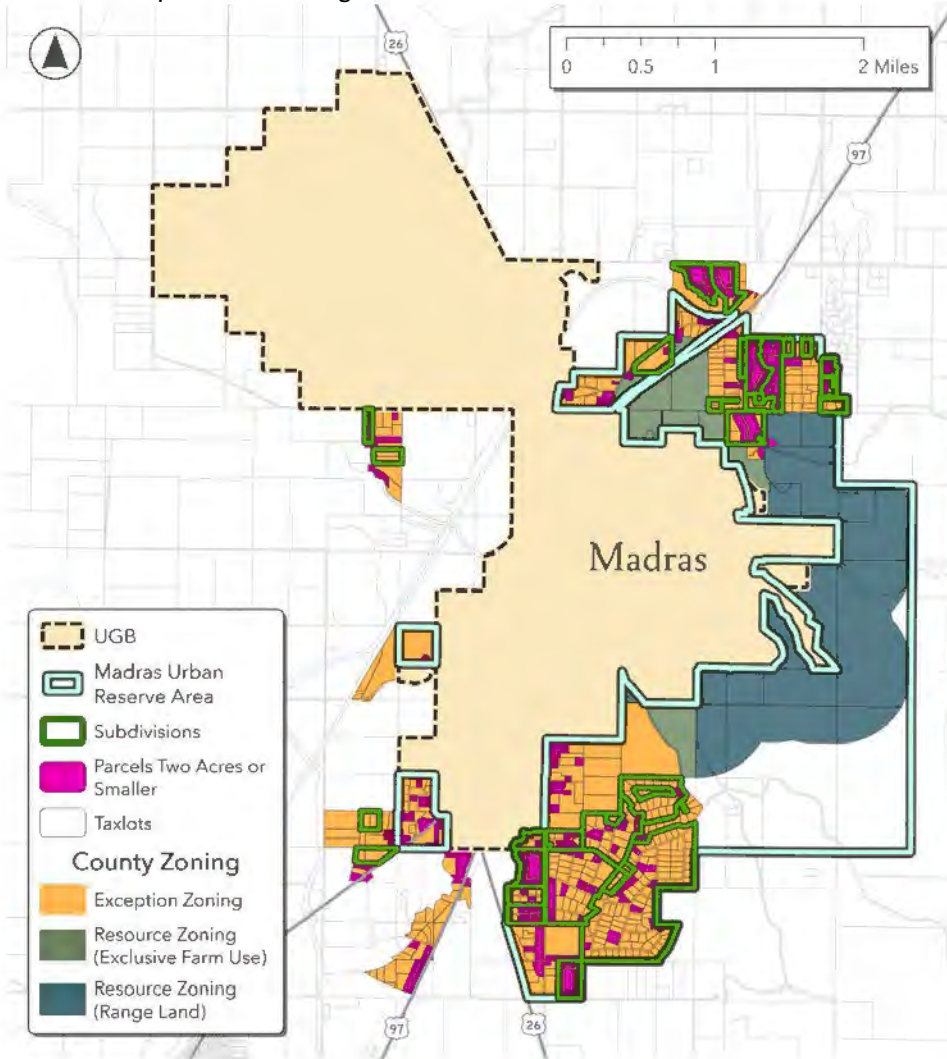 26
0 0.5 1 2 Miles
97
Madras
UGB
Madras Urban
Reserve Area
Subdivisions
Parcels Two Acres or
Smaller
Taxlots
County Zoning
Exception Zoning
Resource Zoning
(Exclusive Farm Use)
Resource Zoning
(Range Land)
97
26